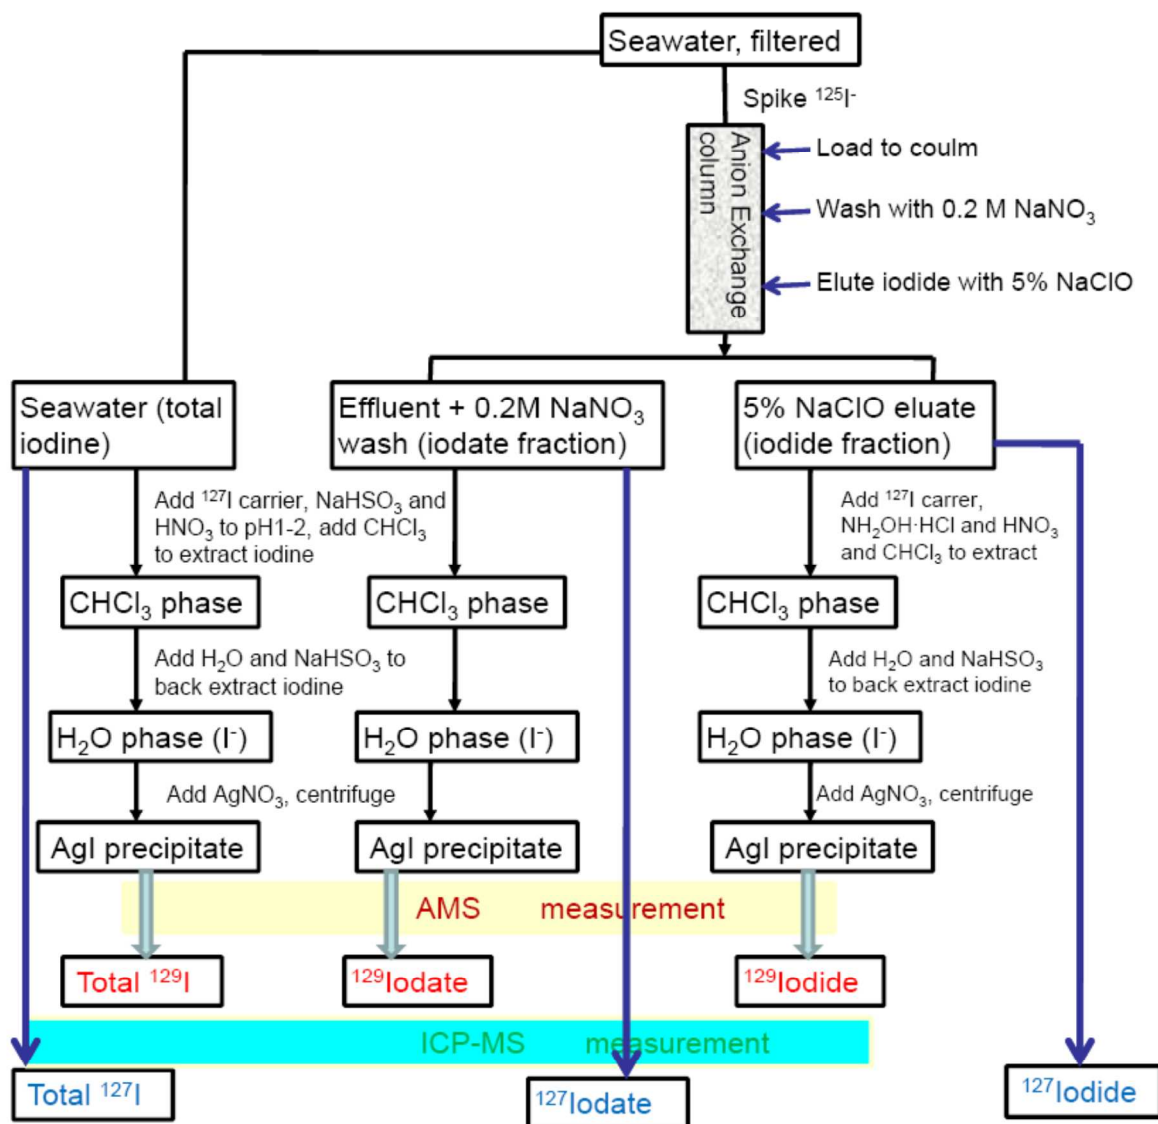 Seawater, filtered
Spike ¹²⁵I⁻
Anion Exchange
column
Load to coulm
Wash with 0.2 M NaNO₃
Elute iodide with 5% NaClO
Seawater (total
iodine)
Effluent + 0.2M NaNO₃
wash (iodate fraction)
5% NaClO eluate
(iodide fraction)
Add ¹²⁷I carrier, NaHSO₃ and
HNO₃ to pH1-2, add CHCl₃
to extract iodine
Add ¹²⁷I carrer,
NH₂OH·HCl and HNO₃
and CHCl₃ to extract
CHCl₃ phase
CHCl₃ phase
CHCl₃ phase
Add H₂O and NaHSO₃ to
back extract iodine
Add H₂O and NaHSO₃
to back extract iodine
H₂O phase (I⁻)
H₂O phase (I⁻)
H₂O phase (I⁻)
Add AgNO₃, centrifuge
Add AgNO₃, centrifuge
AgI precipitate
AgI precipitate
AgI precipitate
AMS measurement
Total ¹²⁹I
¹²⁹Iodate
¹²⁹Iodide
ICP-MS measurement
Total ¹²⁷I
¹²⁷Iodate
¹²⁷Iodide